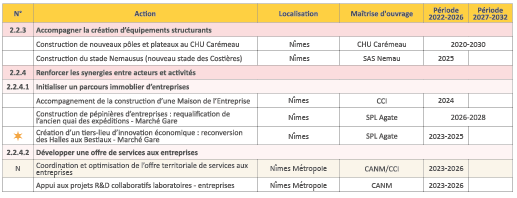 N° Action Localisation Maîtrise d'ouvrage Période 2022-2026 Période 2027-2032
2.2.3 Accompagner la création d'équipements structurants
Construction de nouveaux pôles et plateaux au CHU Carémeau Nîmes CHU Carémeau 2020-2030
Construction du stade Nemausus (nouveau stade des Costières) Nîmes SAS Nemau 2025
2.2.4 Renforcer les synergies entre acteurs et activités
2.2.4.1 Initialiser un parcours immobilier d'entreprises
Accompagnement de la construction d'une Maison de l'Entreprise Nîmes CCI 2024
Construction de pépinières d'entreprises : requalification de
l'ancien quai des expéditions - Marché Gare Nîmes SPL Agate 2026-2028
Création d'un tiers-lieu d'innovation économique : reconversion
des Halles aux Bestiaux - Marché Gare Nîmes SPL Agate 2023-2025
2.2.4.2 Développer une offre de services aux entreprises
N Coordination et optimisation de l'offre territoriale de services aux
entreprises Nîmes Métropole CANM/CCI 2023-2026
Appui aux projets R&D collaboratifs laboratoires - entreprises Nîmes Métropole CANM 2023-2026